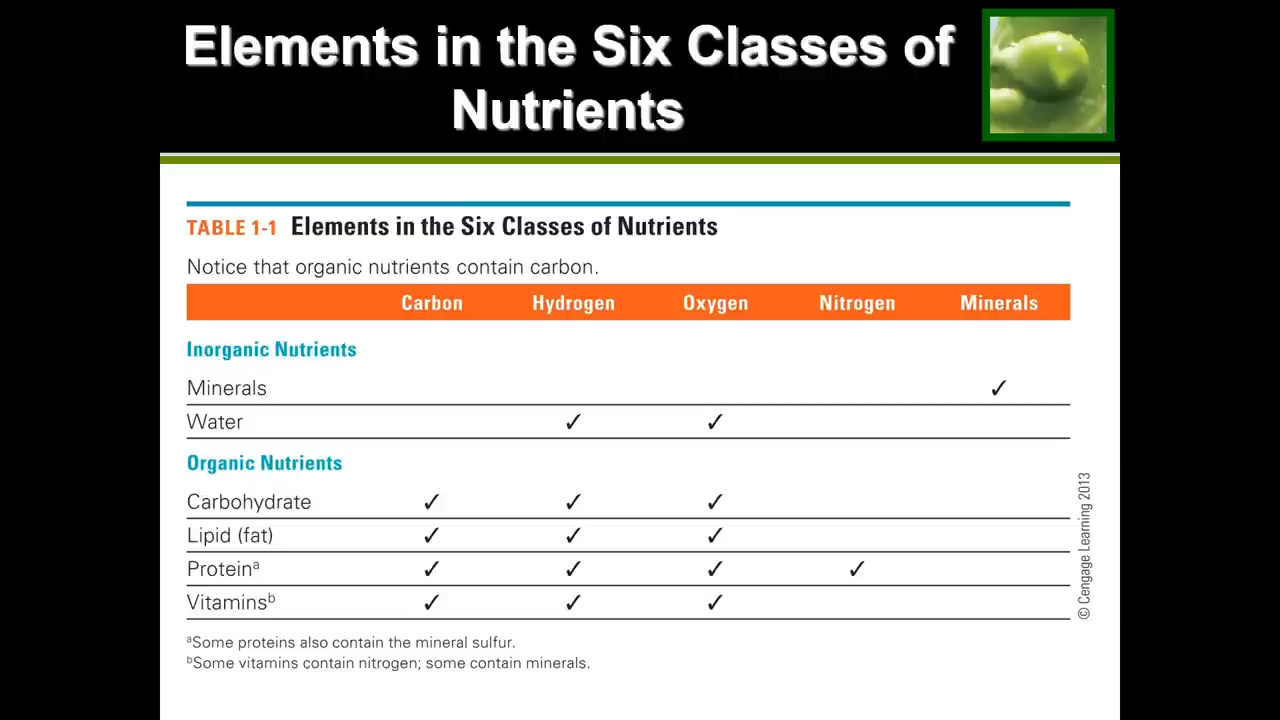 Elements in the Six Classes of
Nutrients
TABLE 1-1 Elements in the Six Classes of Nutrients
Notice that organic nutrients contain carbon.
Carbon Hydrogen Oxygen Nitrogen Minerals
Inorganic Nutrients
Minerals ✓
Water ✓ ✓
Organic Nutrients
Carbohydrate ✓ ✓ ✓
Lipid (fat) ✓ ✓ ✓
Proteinᵃ ✓ ✓ ✓ ✓
Vitaminsᵇ ✓ ✓ ✓
ᵃSome proteins also contain the mineral sulfur.
ᵇSome vitamins contain nitrogen; some contain minerals.
© Cengage Learning 2013